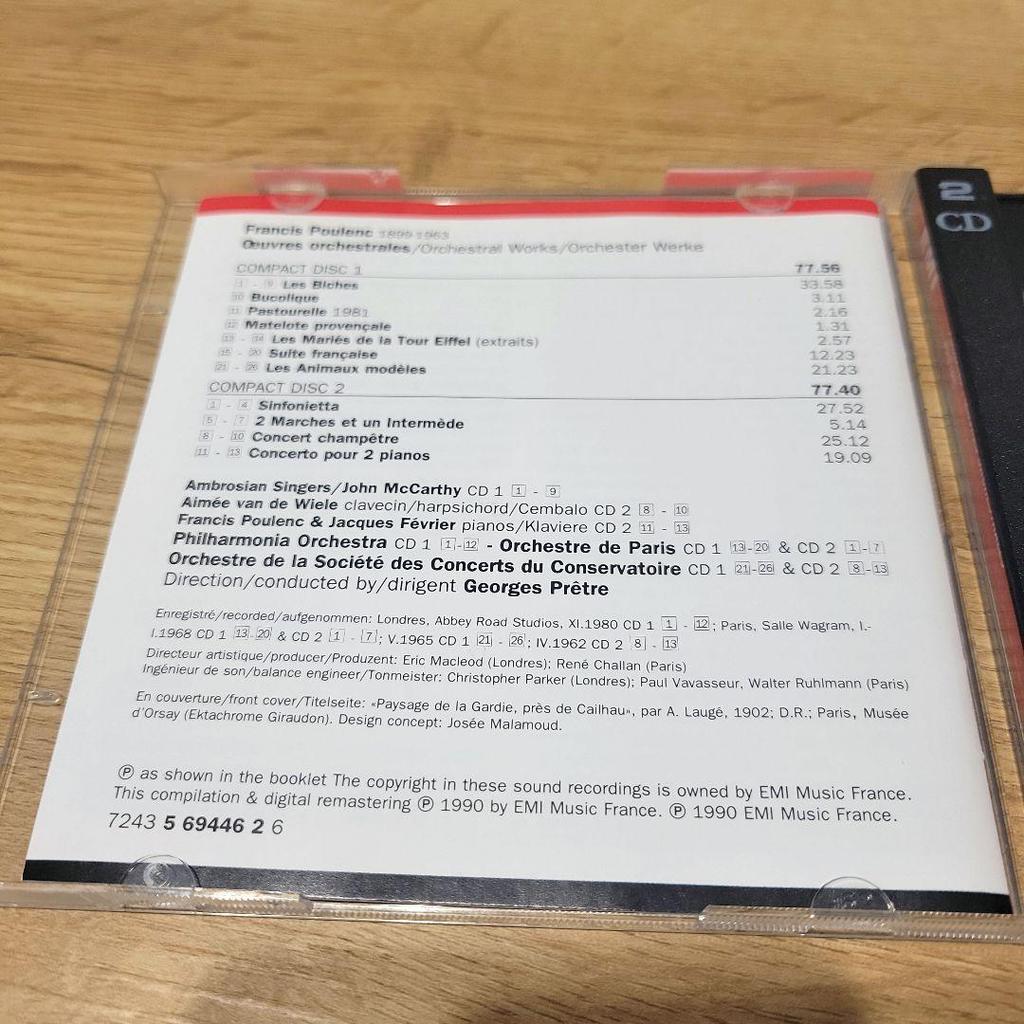 Francis Poulenc 1899-1963
Œuvres orchestrales/Orchestral Works/Orchester Werke
COMPACT DISC 1 77.56
1 - 9 Les Biches 33.58
10 Bucolique 3.11
11 Pastourelle 1981 2.16
12 Matelote provençale 1.31
13 - 14 Les Mariés de la Tour Eiffel (extraits) 2.57
15 - 20 Suite française 12.23
21 - 26 Les Animaux modèles 21.23
COMPACT DISC 2 77.40
1 - 4 Sinfonietta 27.52
5 - 7 2 Marches et un Intermède 5.14
8 - 10 Concert champêtre 25.12
11 - 13 Concerto pour 2 pianos 19.09
Ambrosian Singers/John McCarthy CD 1 1 - 9
Aimée van de Wiele clavecin/harpsichord/Cembalo CD 2 8 - 10
Francis Poulenc & Jacques Février pianos/Klaviere CD 2 11 - 13
Philharmonia Orchestra CD 1 1-12 - Orchestre de Paris CD 1 13-20 & CD 2 1-7
Orchestre de la Société des Concerts du Conservatoire CD 1 21-26 & CD 2 8-13
Direction/conducted by/dirigent Georges Prêtre
Enregistré/recorded/aufgenommen: Londres, Abbey Road Studios, XI.1980 CD 1 1 - 12; Paris, Salle Wagram, I.-
I.1968 CD 1 13-20 & CD 2 1 - 7; V.1965 CD 1 21 - 26; IV.1962 CD 2 8 - 13
Directeur artistique/producer/Produzent: Eric Macleod (Londres); René Challan (Paris)
Ingénieur de son/balance engineer/Tonmeister: Christopher Parker (Londres); Paul Vavasseur, Walter Ruhlmann (Paris)
En couverture/front cover/Titelseite: «Paysage de la Gardie, près de Cailhau», par A. Laugé, 1902; D.R.; Paris, Musée
d'Orsay (Ektachrome Giraudon). Design concept: Josée Malamoud.
℗ as shown in the booklet The copyright in these sound recordings is owned by EMI Music France.
This compilation & digital remastering ℗ 1990 by EMI Music France. ℗ 1990 EMI Music France.
7243 5 69446 2 6
2
CD